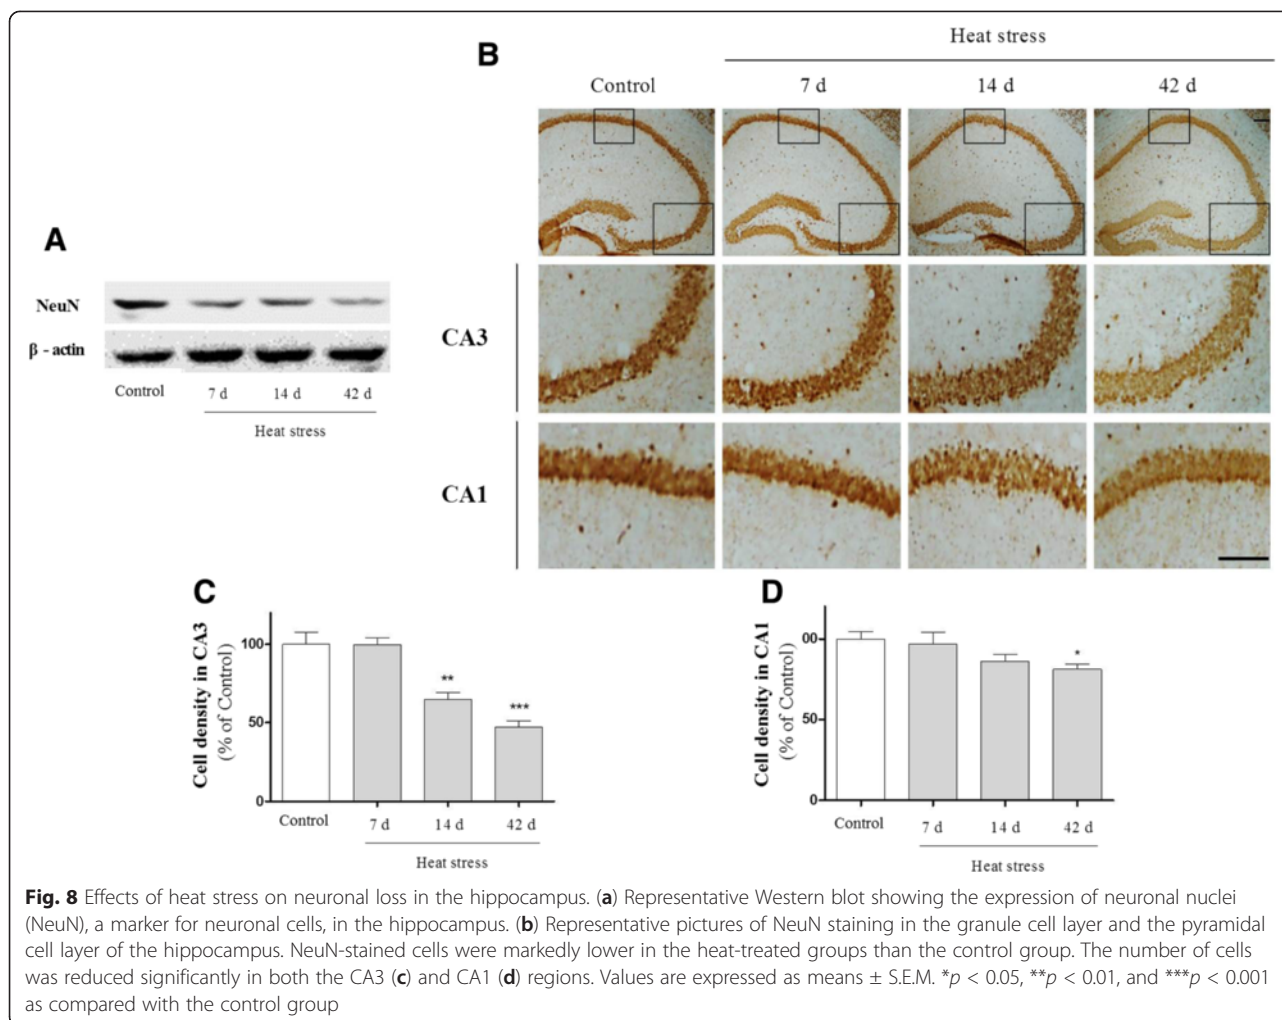 Heat stress
B
Control
7 d
14 d
42 d
A
NeuN
β - actin
Control
7 d
14 d
42 d
Heat stress
CA3
CA1
C
Cell density in CA3
(% of Control)
100
50
0
**
***
Control
7 d
14 d
42 d
Heat stress
D
Cell density in CA1
(% of Control)
00
50
0
*
Control
7 d
14 d
42 d
Heat stress
Fig. 8 Effects of heat stress on neuronal loss in the hippocampus. (a) Representative Western blot showing the expression of neuronal nuclei
(NeuN), a marker for neuronal cells, in the hippocampus. (b) Representative pictures of NeuN staining in the granule cell layer and the pyramidal
cell layer of the hippocampus. NeuN-stained cells were markedly lower in the heat-treated groups than the control group. The number of cells
was reduced significantly in both the CA3 (c) and CA1 (d) regions. Values are expressed as means ± S.E.M. *p < 0.05, **p < 0.01, and ***p < 0.001
as compared with the control group